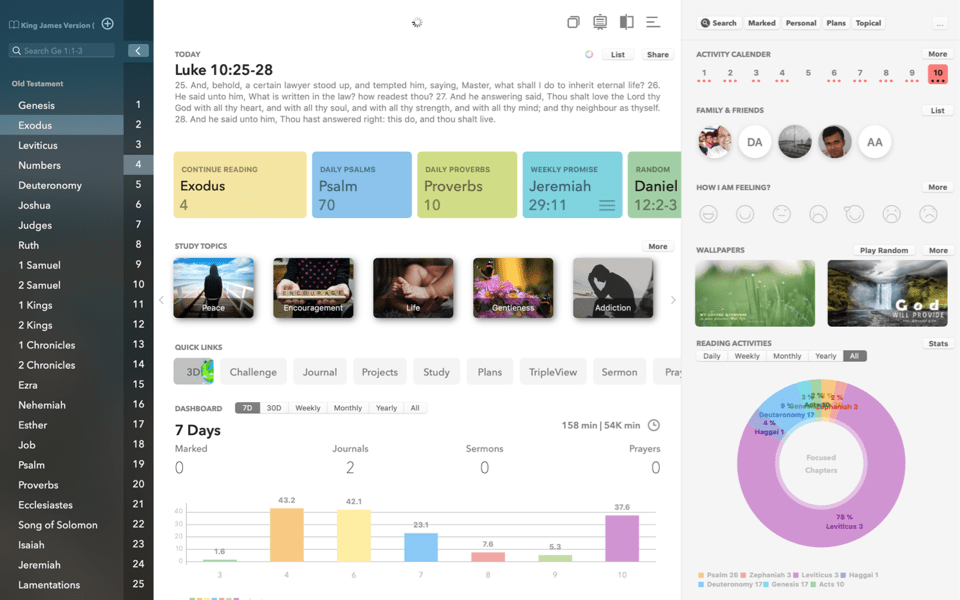 King James Version (
Search Ge 1:1-3
Old Testament
Genesis 1
Exodus 2
Leviticus 3
Numbers 4
Deuteronomy 5
Joshua 6
Judges 7
Ruth 8
1 Samuel 9
2 Samuel 10
1 Kings 11
2 Kings 12
1 Chronicles 13
2 Chronicles 14
Ezra 15
Nehemiah 16
Esther 17
Job 18
Psalm 19
Proverbs 20
Ecclesiastes 21
Song of Solomon 22
Isaiah 23
Jeremiah 24
Lamentations 25
TODAY List Share
Luke 10:25-28
25. And, behold, a certain lawyer stood up, and tempted him, saying, Master, what shall I do to inherit eternal life? 26.
He said unto him, What is written in the law? how readest thou? 27. And he answering said, Thou shalt love the Lord thy
God with all thy heart, and with all thy soul, and with all thy strength, and with all thy mind; and thy neighbour as thyself.
28. And he said unto him, Thou hast answered right: this do, and thou shalt live.
CONTINUE READING
Exodus
4
DAILY PSALMS
Psalm
70
DAILY PROVERBS
Proverbs
10
WEEKLY PROMISE
Jeremiah
29:11
RANDOM
Daniel
12:2-3
STUDY TOPICS More
Peace Encouragement Life Gentleness Addiction
ENCOURAGE
QUICK LINKS
3D Challenge Journal Projects Study Plans TripleView Sermon Pra
DASHBOARD 7D 30D Weekly Monthly Yearly All
7 Days 158 min | 54K min
Marked Journals Sermons Prayers
0 2 0 0
40
30
20
10
0
1.6 43.2 42.1 23.1 7.6 5.3 37.6
3 4 6 7 8 9 10
Search Marked Personal Plans Topical ...
ACTIVITY CALENDER More
1 2 3 4 5 6 7 8 9 10
FAMILY & FRIENDS List
DA AA
HOW I AM FEELING? More
WALLPAPERS Play Random More
God
WILL PROVIDE
READING ACTIVITIES Stats
Daily Weekly Monthly Yearly All
2 %
Zephaniah 3
Acts 10
9 %
Deuteronomy 17
4 %
Haggai 1
Focused
Chapters
78 %
Leviticus 3
Psalm 26 Zephaniah 3 Leviticus 3 Haggai 1
Deuteronomy 17 Genesis 17 Acts 10